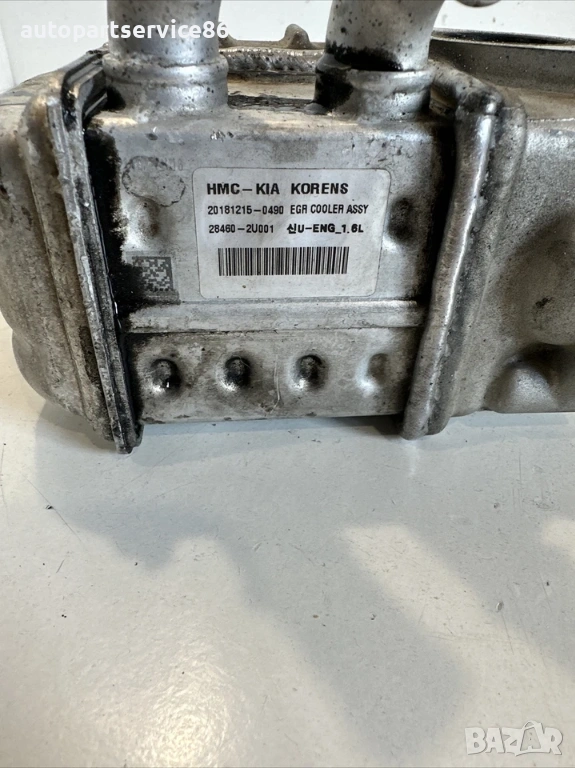 autopartservice86
HMC-KIA KORENS
20181215-0490 EGR COOLER ASSY
28460-2U001 신U-ENG_1.6L
BAZAR